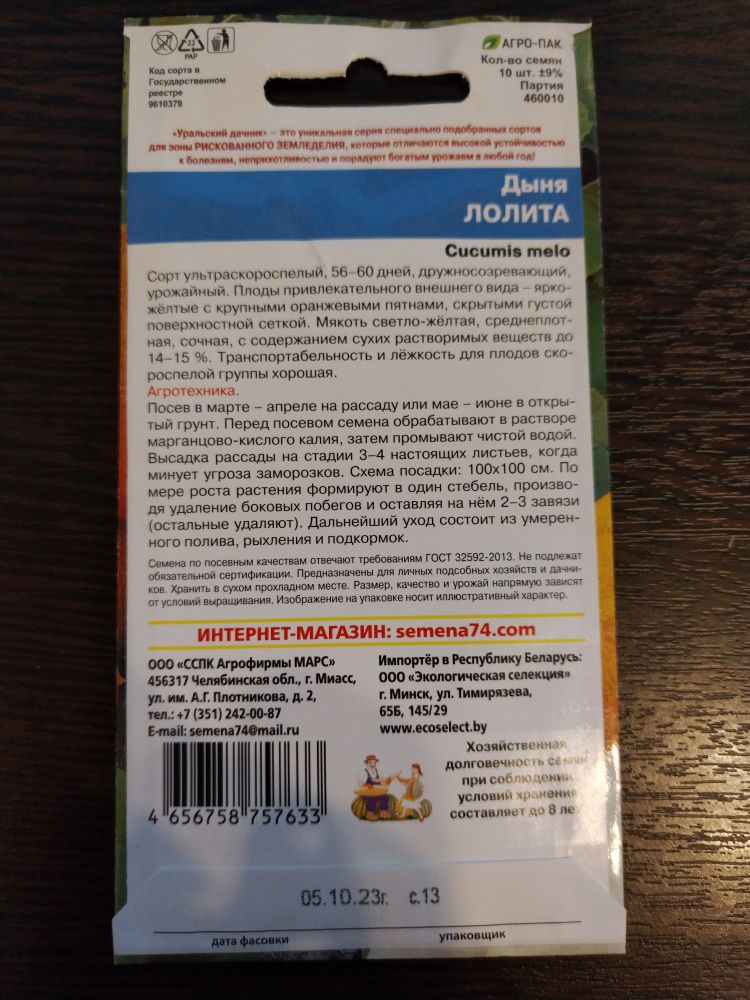 22
PAP
АГРО-ПАК
Код сорта в
Государственном
реестре
9610379
Кол-во семян
10 шт. ±9%
Партия
460010
«Уральский дачник» – это уникальная серия специально подобранных сортов
для зоны РИСКОВАННОГО ЗЕМЛЕДЕЛИЯ, которые отличаются высокой устойчивостью
к болезням, неприхотливостью и порадуют богатым урожаем в любой год!
Дыня
ЛОЛИТА
Cucumis melo
Сорт ультраскороспелый, 56–60 дней, дружносозревающий,
урожайный. Плоды привлекательного внешнего вида – ярко-
жёлтые с крупными оранжевыми пятнами, скрытыми густой
поверхностной сеткой. Мякоть светло-жёлтая, среднеплот-
ная, сочная, с содержанием сухих растворимых веществ до
14–15 %. Транспортабельность и лёжкость для плодов ско-
роспелой группы хорошая.
Агротехника.
Посев в марте – апреле на рассаду или мае – июне в откры-
тый грунт. Перед посевом семена обрабатывают в растворе
марганцово-кислого калия, затем промывают чистой водой.
Высадка рассады на стадии 3–4 настоящих листьев, когда
минует угроза заморозков. Схема посадки: 100х100 см. По
мере роста растения формируют в один стебель, произво-
дя удаление боковых побегов и оставляя на нём 2–3 завязи
(остальные удаляют). Дальнейший уход состоит из умерен-
ного полива, рыхления и подкормок.
Семена по посевным качествам отвечают требованиям ГОСТ 32592-2013. Не подлежат
обязательной сертификации. Предназначены для личных подсобных хозяйств и дачни-
ков. Хранить в сухом прохладном месте. Размер, качество и урожай напрямую зависят
от условий выращивания. Изображение на упаковке носит иллюстративный характер.
ИНТЕРНЕТ-МАГАЗИН: semena74.com
ООО «ССПК Агрофирмы МАРС»
456317 Челябинская обл., г. Миасс,
ул. им. А.Г. Плотникова, д. 2,
тел.: +7 (351) 242-00-87
E-mail: semena74@mail.ru
Импортёр в Республику Беларусь:
ООО «Экологическая селекция»
г. Минск, ул. Тимирязева,
65Б, 145/29
www.ecoselect.by
Хозяйственная
долговечность семян
при соблюдении
условий хранения
составляет до 8 лет
4 656758 757633
05.10.23г. с.13
дата фасовки
упаковщик